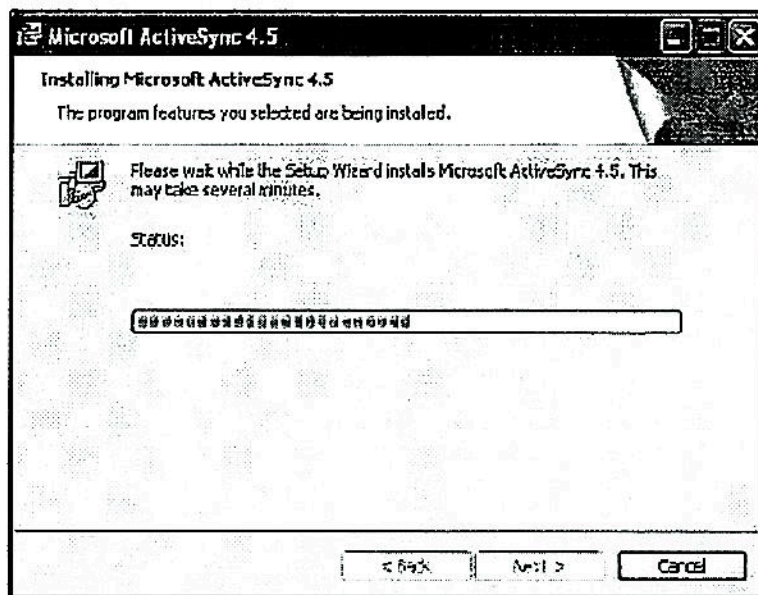 Microsoft ActiveSync 4.5
Installing Microsoft ActiveSync 4.5
The program features you selected are being installed.
Please wait while the Setup Wizard installs Microsoft ActiveSync 4.5. This
may take several minutes.
Status:
< Back
Next >
Cancel